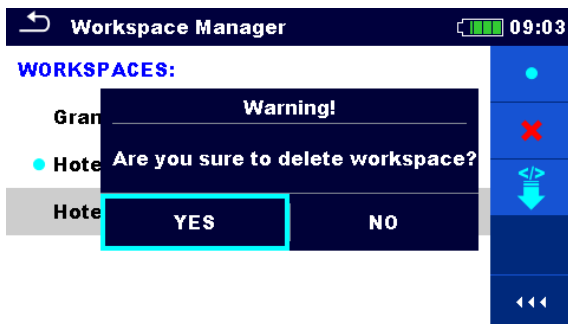 Workspace Manager 09:03
WORKSPACES:
Gran
Warning!
Hote
Are you sure to delete workspace?
</>
Hote
YES NO